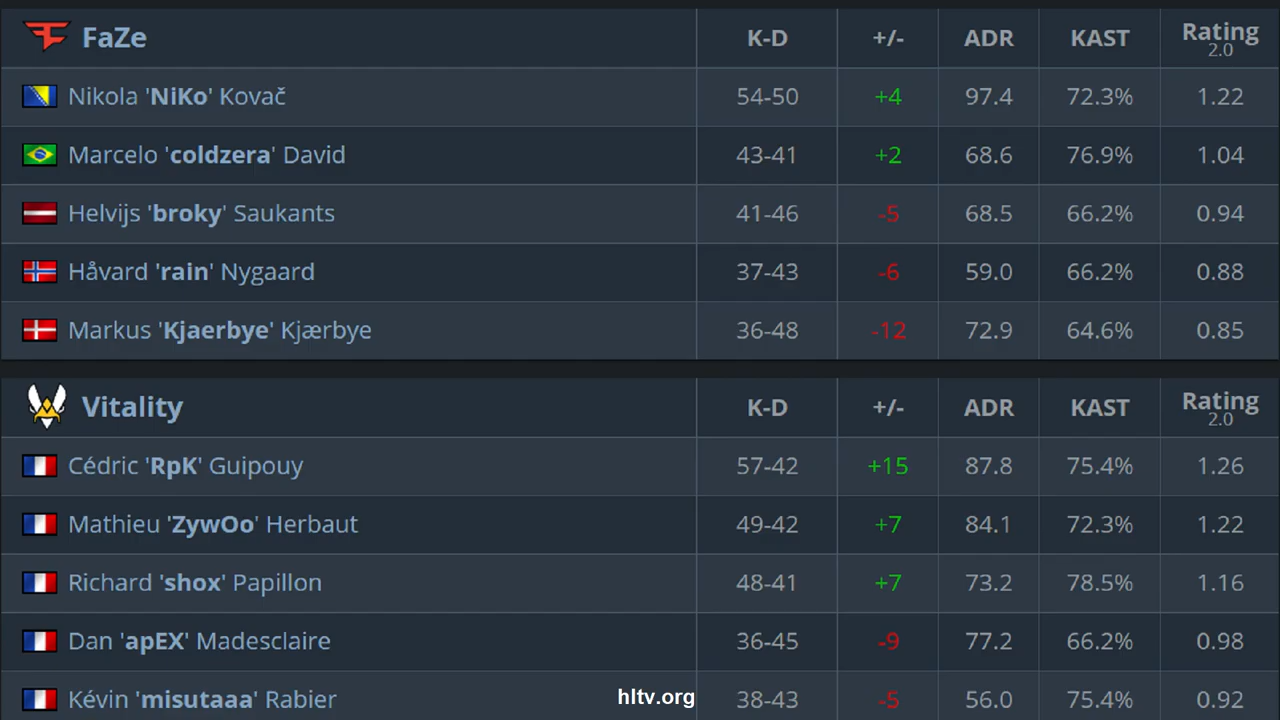 FaZe K-D +/- ADR KAST Rating 2.0
Nikola 'NiKo' Kovač 54-50 +4 97.4 72.3% 1.22
Marcelo 'coldzera' David 43-41 +2 68.6 76.9% 1.04
Helvijs 'broky' Saukants 41-46 -5 68.5 66.2% 0.94
Håvard 'rain' Nygaard 37-43 -6 59.0 66.2% 0.88
Markus 'Kjaerbye' Kjærbye 36-48 -12 72.9 64.6% 0.85
Vitality K-D +/- ADR KAST Rating 2.0
Cédric 'RpK' Guipouy 57-42 +15 87.8 75.4% 1.26
Mathieu 'ZywOo' Herbaut 49-42 +7 84.1 72.3% 1.22
Richard 'shox' Papillon 48-41 +7 73.2 78.5% 1.16
Dan 'apEX' Madesclaire 36-45 -9 77.2 66.2% 0.98
Kévin 'misutaaa' Rabier hltv.org 38-43 -5 56.0 75.4% 0.92